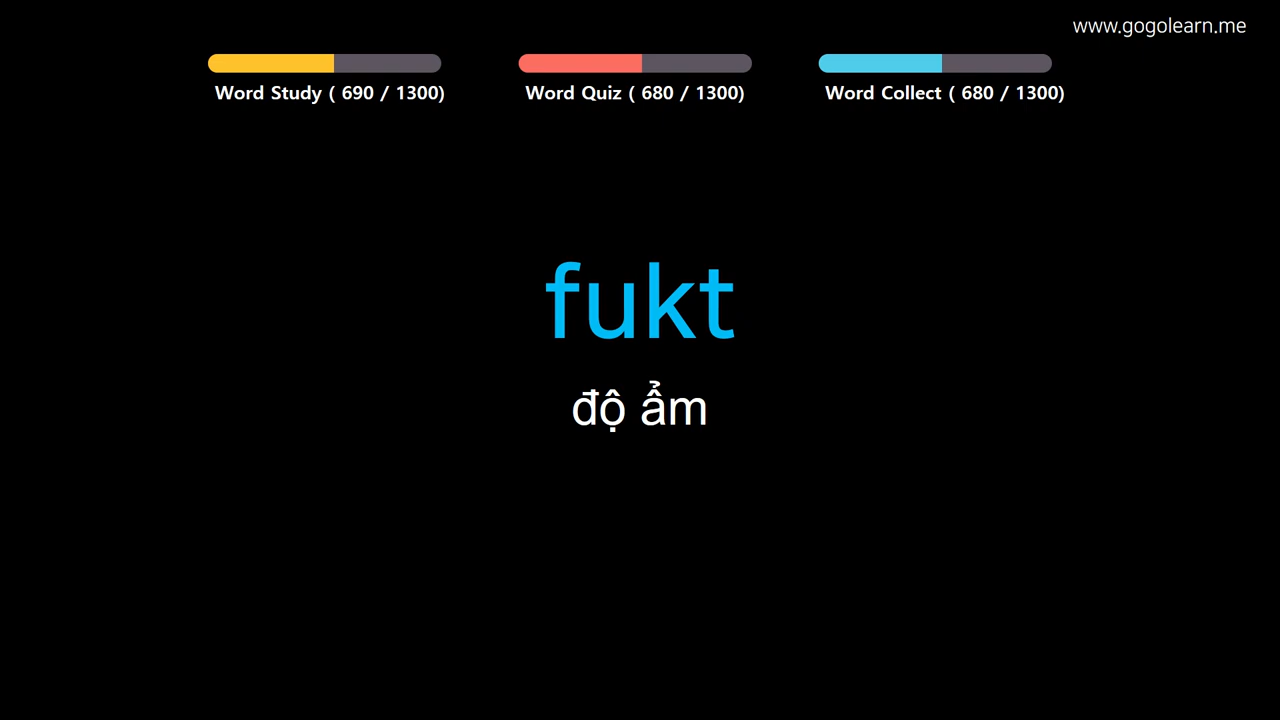 www.gogolearn.me
Word Study ( 690 / 1300)
Word Quiz ( 680 / 1300)
Word Collect ( 680 / 1300)
fukt
độ ẩm